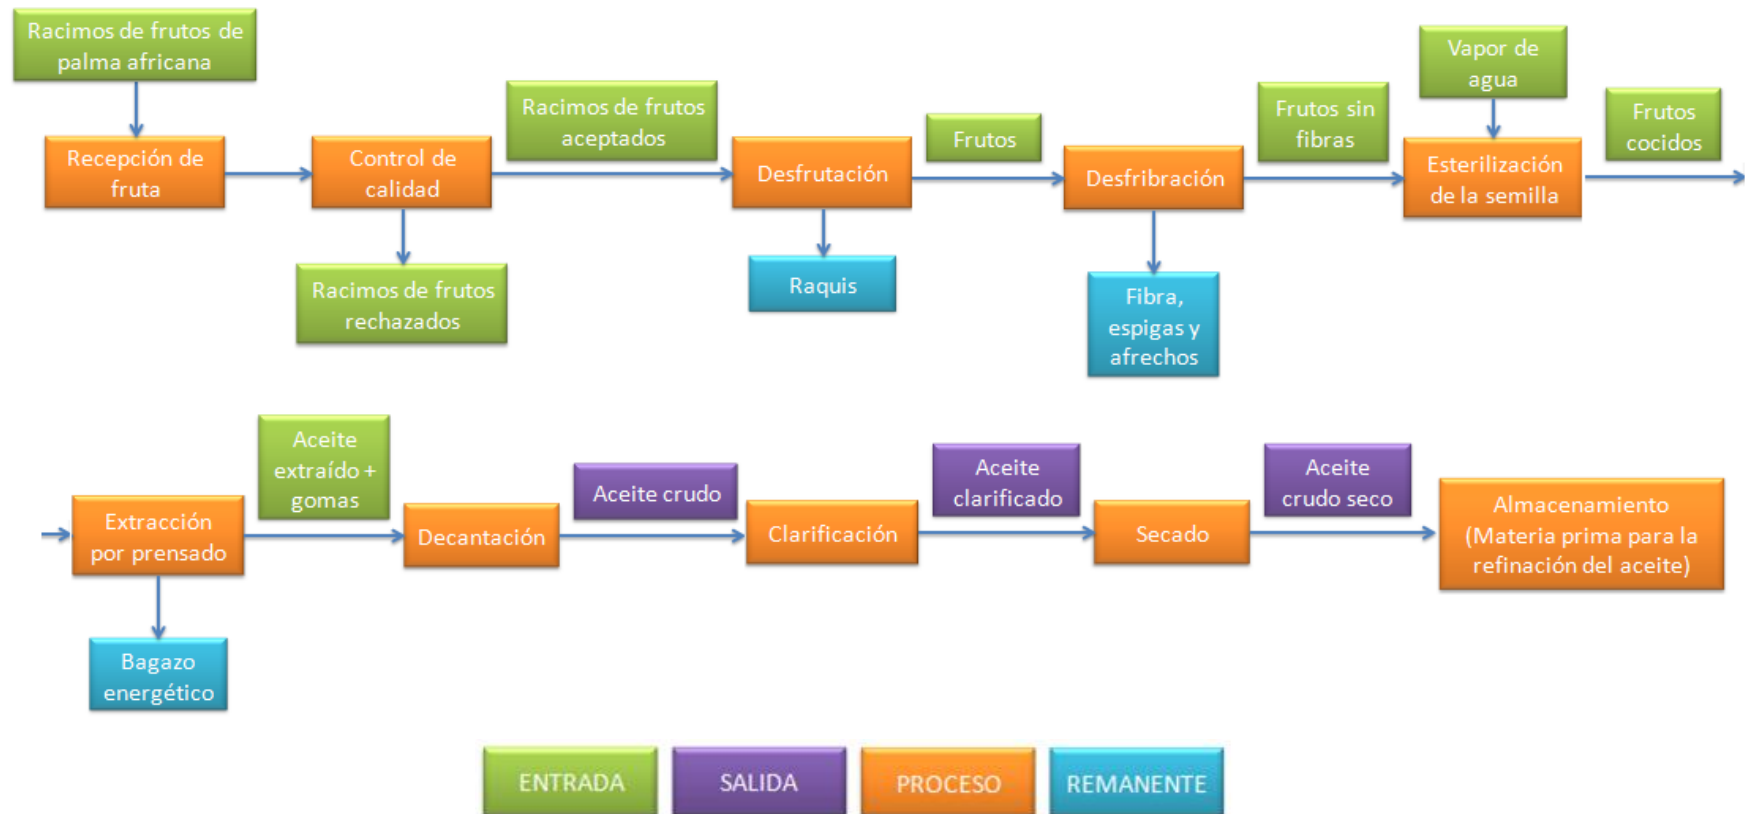 Racimos de frutos de
palma africana
Recepción de
fruta
Control de
calidad
Racimos de frutos
rechazados
Racimos de frutos
aceptados
Desfrutación
Raquis
Frutos
Desfribración
Fibra,
espigas y
afrechos
Frutos sin
fibras
Vapor de
agua
Esterilización
de la semilla
Frutos
cocidos
Extracción
por prensado
Bagazo
energético
Aceite
extraído +
gomas
Decantación
Aceite crudo
Clarificación
Aceite
clarificado
Secado
Aceite
crudo seco
Almacenamiento
(Materia prima para la
refinación del aceite)
ENTRADA
SALIDA
PROCESO
REMANENTE